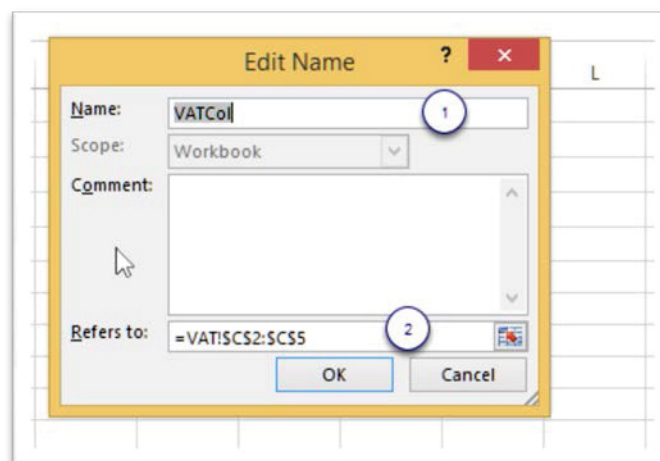 Edit Name ? ×
L
Name: VATCol 1
Scope: Workbook
Comment:
Refers to: =VAT!$C$2:$C$5 2
OK Cancel